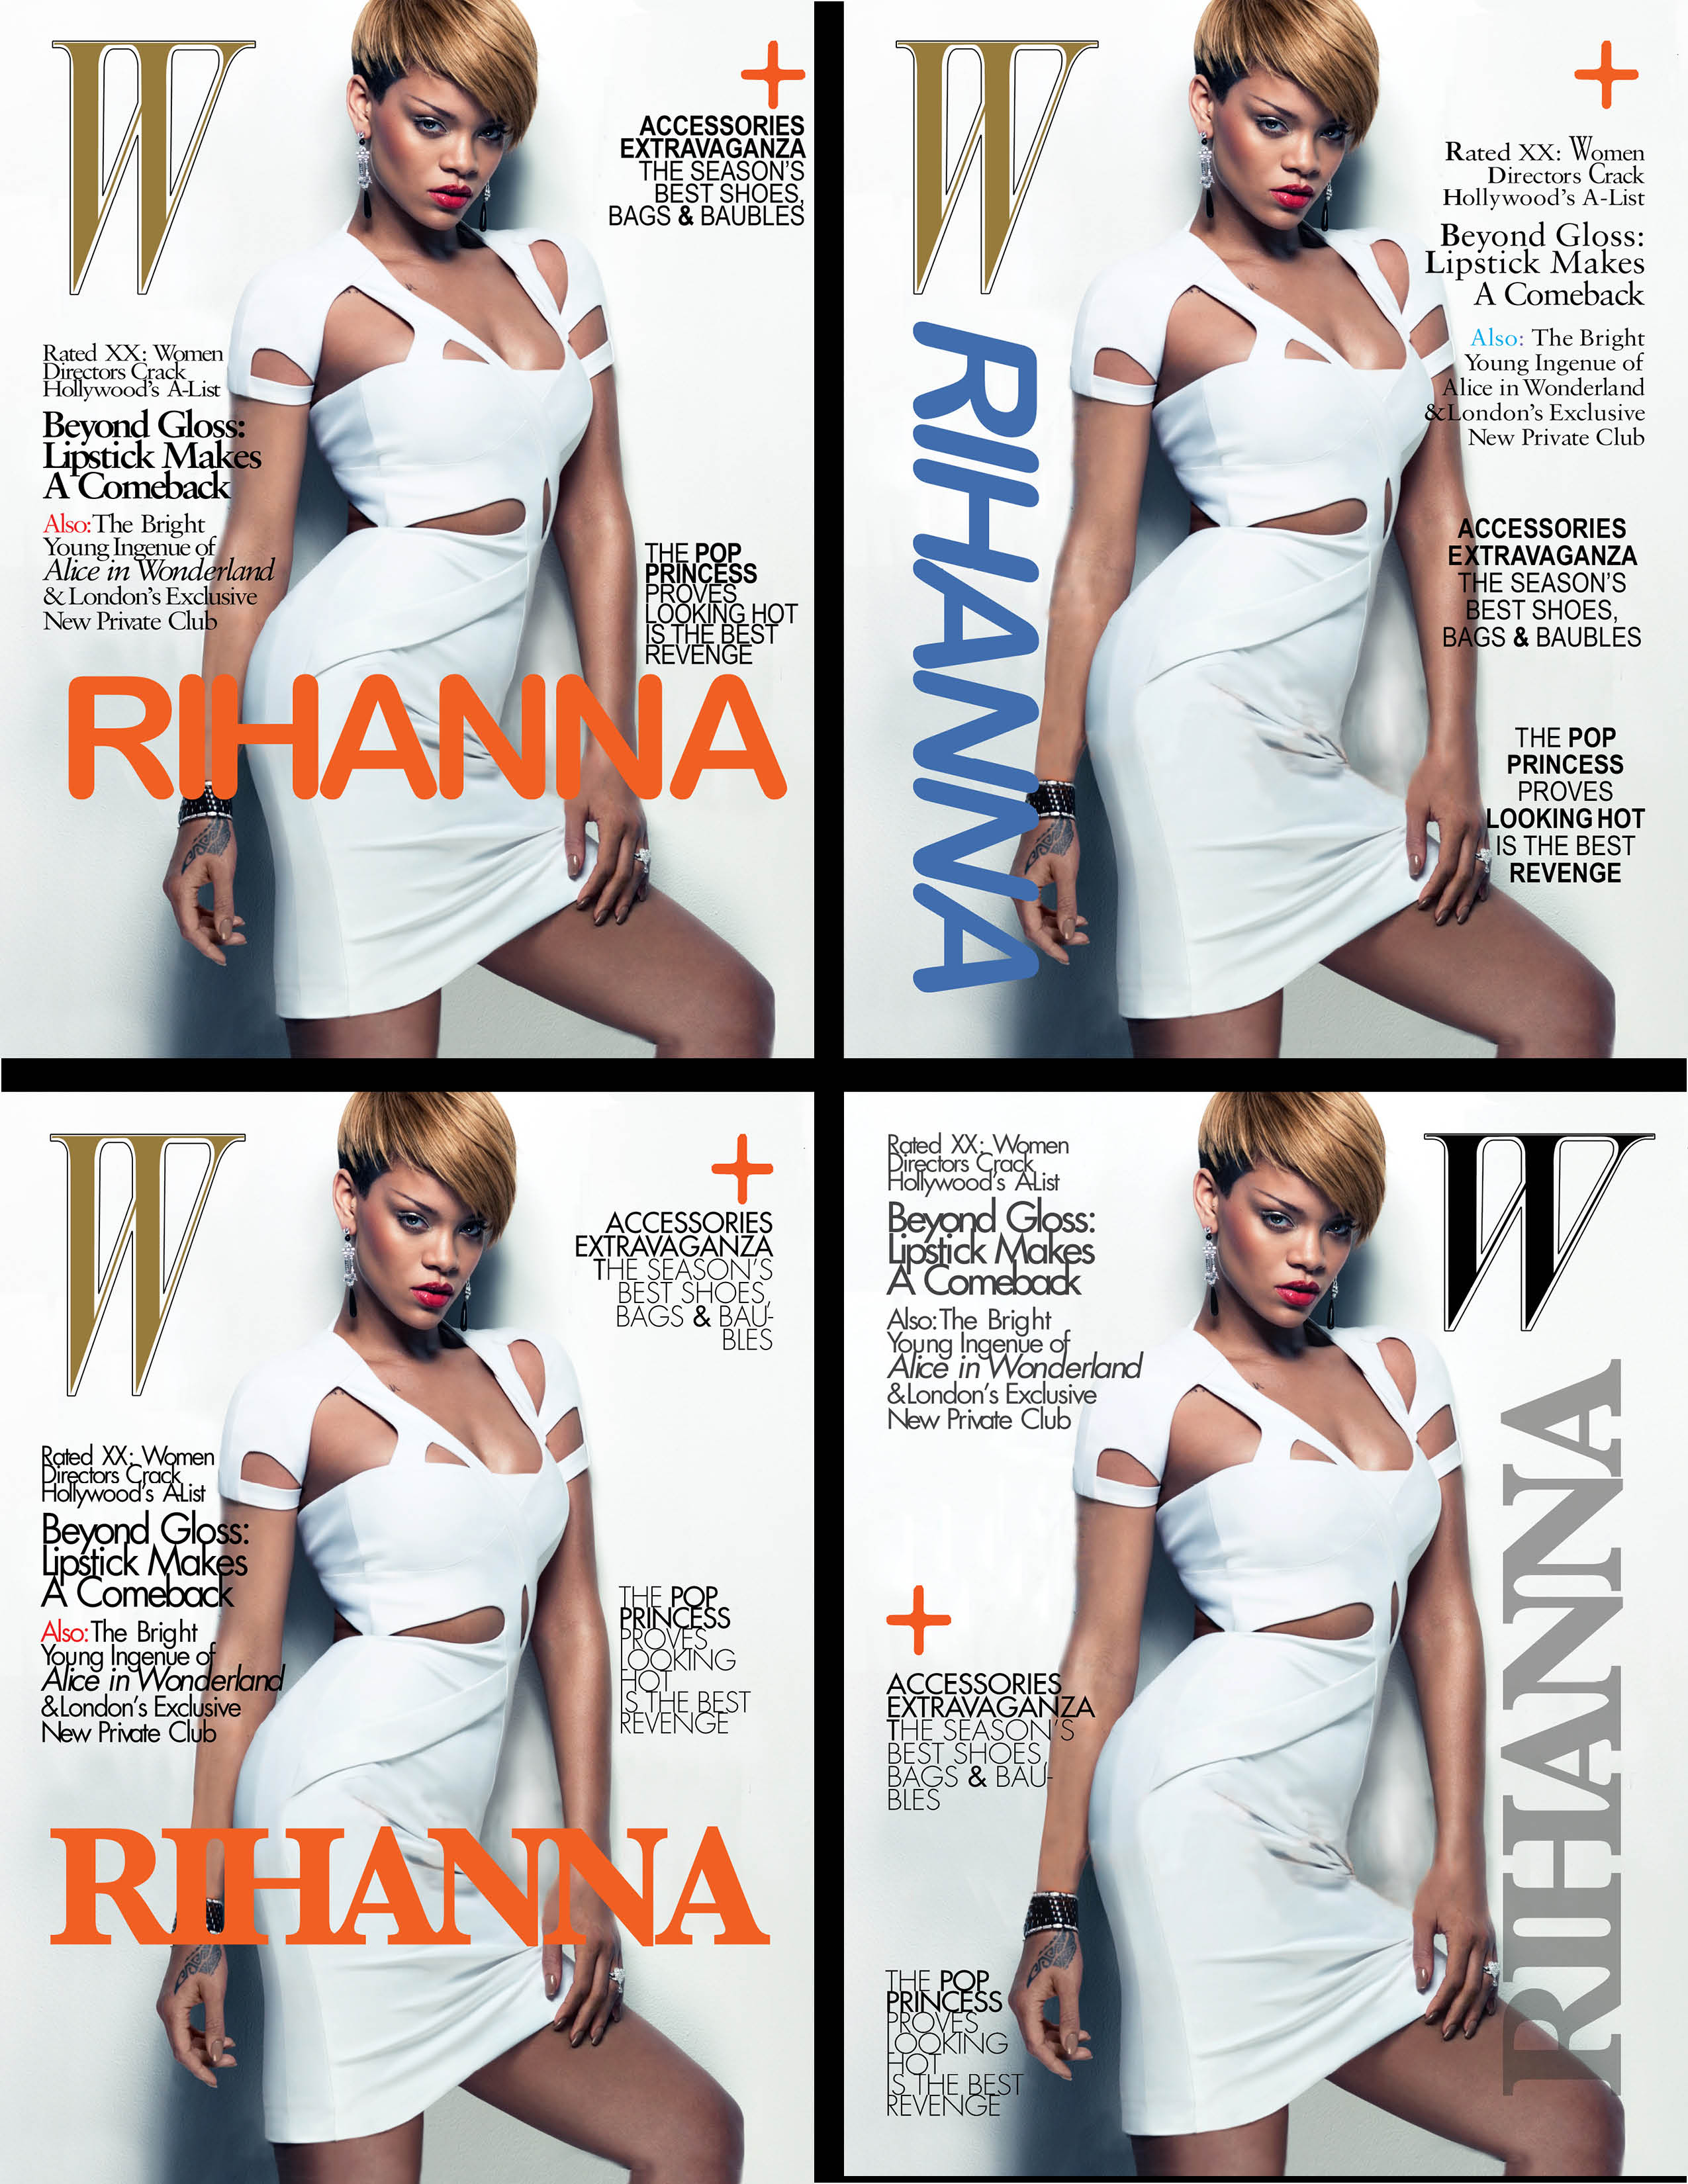 W
+
ACCESSORIES
EXTRAVAGANZA
THE SEASON'S
BEST SHOES,
BAGS & BAUBLES
Rated XX: Women
Directors Crack
Hollywood's A-List
Beyond Gloss:
Lipstick Makes
A Comeback
Also: The Bright
Young Ingenue of
Alice in Wonderland
& London's Exclusive
New Private Club
THE POP
PRINCESS
PROVES
LOOKING HOT
IS THE BEST
REVENGE
RIHANNA
W
+
Rated XX: Women
Directors Crack
Hollywood's A-List
Beyond Gloss:
Lipstick Makes
A Comeback
Also: The Bright
Young Ingenue of
Alice in Wonderland
&London's Exclusive
New Private Club
RIHANNA
ACCESSORIES
EXTRAVAGANZA
THE SEASON'S
BEST SHOES,
BAGS & BAUBLES
THE POP
PRINCESS
PROVES
LOOKING HOT
IS THE BEST
REVENGE
W
+
ACCESSORIES
EXTRAVAGANZA
THE SEASON'S
BEST SHOES,
BAGS & BAU-
BLES
Rated XX: Women
Directors Crack
Hollywood's AList
Beyond Gloss:
Lipstick Makes
A Comeback
Also: The Bright
Young Ingenue of
Alice in Wonderland
&London's Exclusive
New Private Club
THE POP
PRINCESS
PROVES
LOOKING
HOT
IS THE BEST
REVENGE
RIHANNA
Rated XX: Women
Directors Crack
Hollywood's AList
Beyond Gloss:
Lipstick Makes
A Comeback
Also: The Bright
Young Ingenue of
Alice in Wonderland
&London's Exclusive
New Private Club
W
RIHANNA
+
ACCESSORIES
EXTRAVAGANZA
THE SEASON'S
BEST SHOES,
BAGS & BAU-
BLES
THE POP
PRINCESS
PROVES
LOOKING
HOT
IS THE BEST
REVENGE